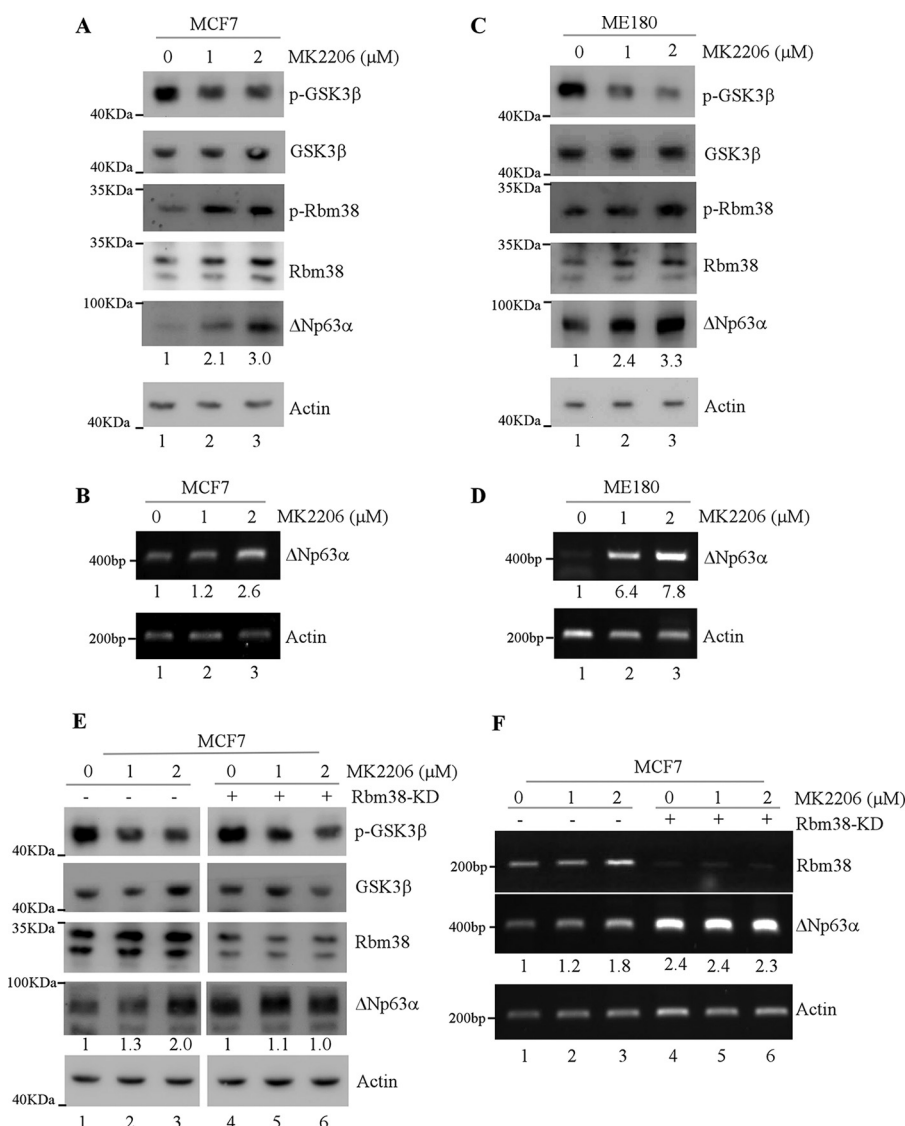 A
MCF7
0 1 2 MK2206 (μM)
p-GSK3β
40KDa
GSK3β
40KDa
35KDa
p-Rbm38
35KDa
Rbm38
100KDa
ΔNp63α
1 2.1 3.0
Actin
40KDa
1 2 3
C
ME180
0 1 2 MK2206 (μM)
p-GSK3β
40KDa
GSK3β
40KDa
35KDa
p-Rbm38
35KDa
Rbm38
100KDa
ΔNp63α
1 2.4 3.3
Actin
40KDa
1 2 3
B
MCF7
0 1 2 MK2206 (μM)
400bp ΔNp63α
1 1.2 2.6
200bp Actin
1 2 3
D
ME180
0 1 2 MK2206 (μM)
400bp ΔNp63α
1 6.4 7.8
200bp Actin
1 2 3
E
MCF7
0 1 2 0 1 2 MK2206 (μM)
- - - + + + Rbm38-KD
p-GSK3β
40KDa
GSK3β
40KDa
35KDa
Rbm38
100KDa
ΔNp63α
1 1.3 2.0 1 1.1 1.0
Actin
40KDa
1 2 3 4 5 6
F
MCF7
0 1 2 0 1 2 MK2206 (μM)
- - - + + + Rbm38-KD
200bp Rbm38
400bp ΔNp63α
1 1.2 1.8 2.4 2.4 2.3
200bp Actin
1 2 3 4 5 6